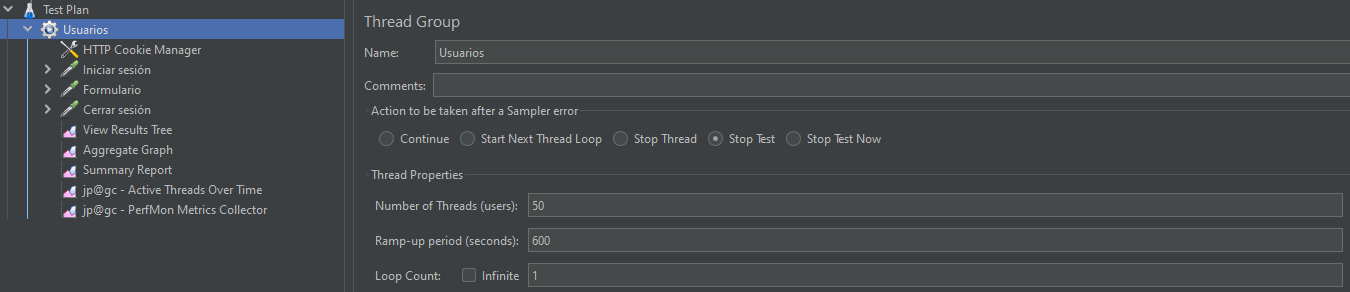 Test Plan
Usuarios
HTTP Cookie Manager
Iniciar sesión
Formulario
Cerrar sesión
View Results Tree
Aggregate Graph
Summary Report
jp@gc - Active Threads Over Time
jp@gc - PerfMon Metrics Collector
Thread Group
Name: Usuarios
Comments:
Action to be taken after a Sampler error
Continue Start Next Thread Loop Stop Thread Stop Test Stop Test Now
Thread Properties
Number of Threads (users): 50
Ramp-up period (seconds): 600
Loop Count: Infinite 1